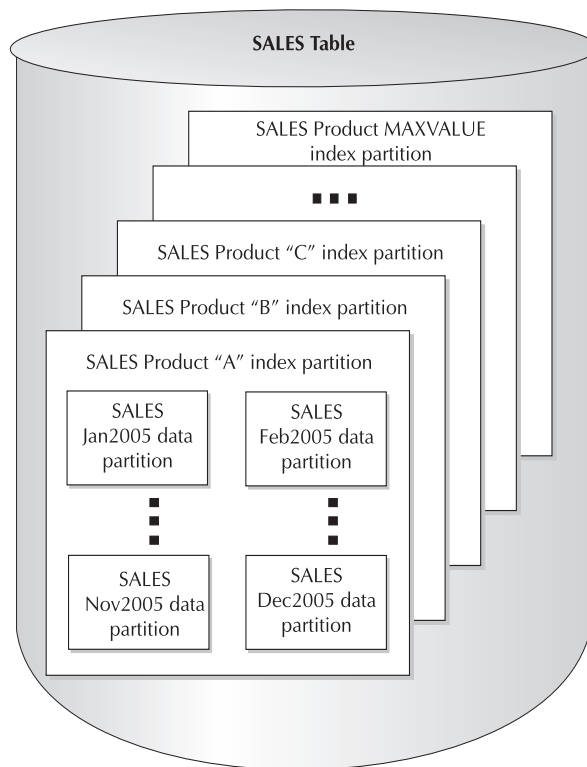 SALES Table
SALES Product MAXVALUE
index partition
SALES Product “C” index partition
SALES Product “B” index partition
SALES Product “A” index partition
SALES
Jan2005 data
partition
SALES
Feb2005 data
partition
SALES
Nov2005 data
partition
SALES
Dec2005 data
partition